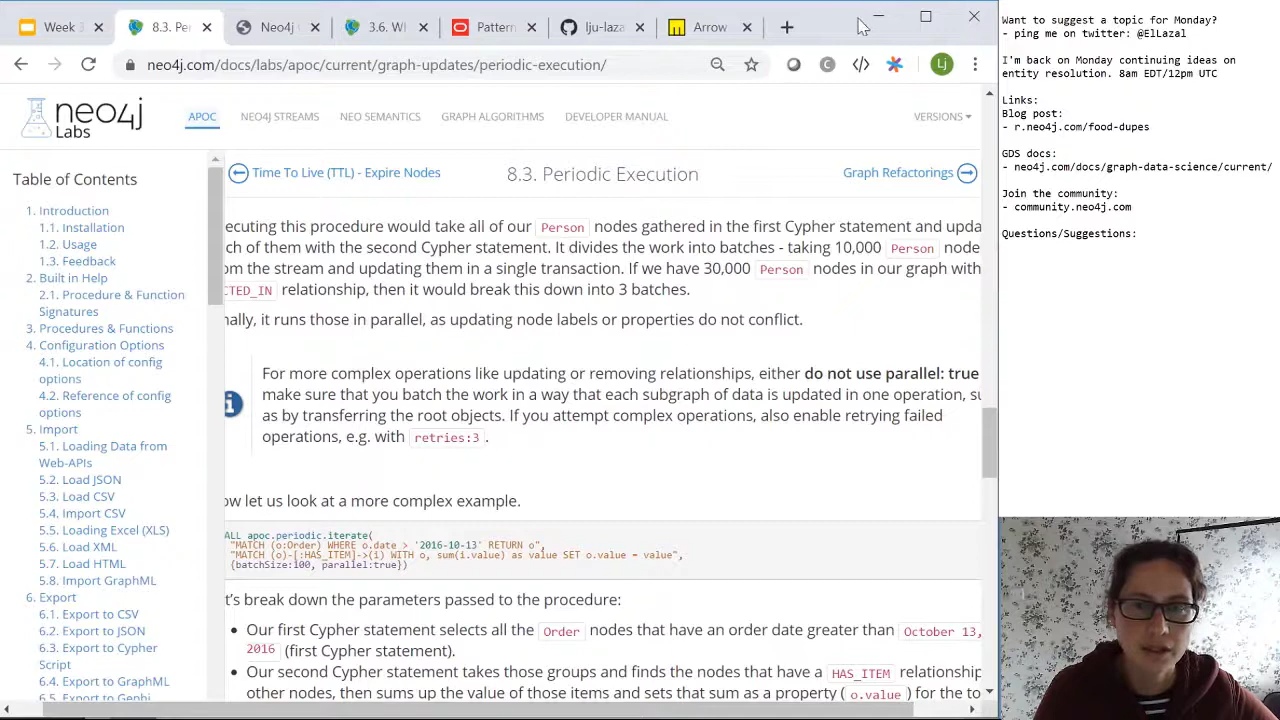 Week 3
8.3. Pe
Neo4j G
3.6. Wi
Pattern
lju-laza
Arrow
neo4j.com/docs/labs/apoc/current/graph-updates/periodic-execution/
Lj
neo4j
Labs
APOC
NEO4J STREAMS
NEO SEMANTICS
GRAPH ALGORITHMS
DEVELOPER MANUAL
VERSIONS
Table of Contents
1. Introduction
1.1. Installation
1.2. Usage
1.3. Feedback
2. Built in Help
2.1. Procedure & Function
Signatures
3. Procedures & Functions
4. Configuration Options
4.1. Location of config
options
4.2. Reference of config
options
5. Import
5.1. Loading Data from
Web-APIs
5.2. Load JSON
5.3. Load CSV
5.4. Import CSV
5.5. Loading Excel (XLS)
5.6. Load XML
5.7. Load HTML
5.8. Import GraphML
6. Export
6.1. Export to CSV
6.2. Export to JSON
6.3. Export to Cypher
Script
6.4. Export to GraphML
6.5. Export to Gephi
Time To Live (TTL) - Expire Nodes
8.3. Periodic Execution
Graph Refactorings
ecuting this procedure would take all of our Person nodes gathered in the first Cypher statement and upda
ch of them with the second Cypher statement. It divides the work into batches - taking 10,000 Person node
om the stream and updating them in a single transaction. If we have 30,000 Person nodes in our graph with
CTED_IN relationship, then it would break this down into 3 batches.
nally, it runs those in parallel, as updating node labels or properties do not conflict.
For more complex operations like updating or removing relationships, either do not use parallel: true
make sure that you batch the work in a way that each subgraph of data is updated in one operation, su
as by transferring the root objects. If you attempt complex operations, also enable retrying failed
operations, e.g. with retries:3 .
ow let us look at a more complex example.
ALL apoc.periodic.iterate(
"MATCH (o:Order) WHERE o.date > '2016-10-13' RETURN o",
"MATCH (o)-[:HAS_ITEM]->(i) WITH o, sum(i.value) as value SET o.value = value",
{batchSize:100, parallel:true})
t's break down the parameters passed to the procedure:
• Our first Cypher statement selects all the Order nodes that have an order date greater than October 13,
2016 (first Cypher statement).
• Our second Cypher statement takes those groups and finds the nodes that have a HAS_ITEM relationship
other nodes, then sums up the value of those items and sets that sum as a property ( o.value ) for the to
Want to suggest a topic for Monday?
- ping me on twitter: @ElLazal
I'm back on Monday continuing ideas on
entity resolution. 8am EDT/12pm UTC
Links:
Blog post:
- r.neo4j.com/food-dupes
GDS docs:
- neo4j.com/docs/graph-data-science/current/
Join the community:
- community.neo4j.com
Questions/Suggestions: